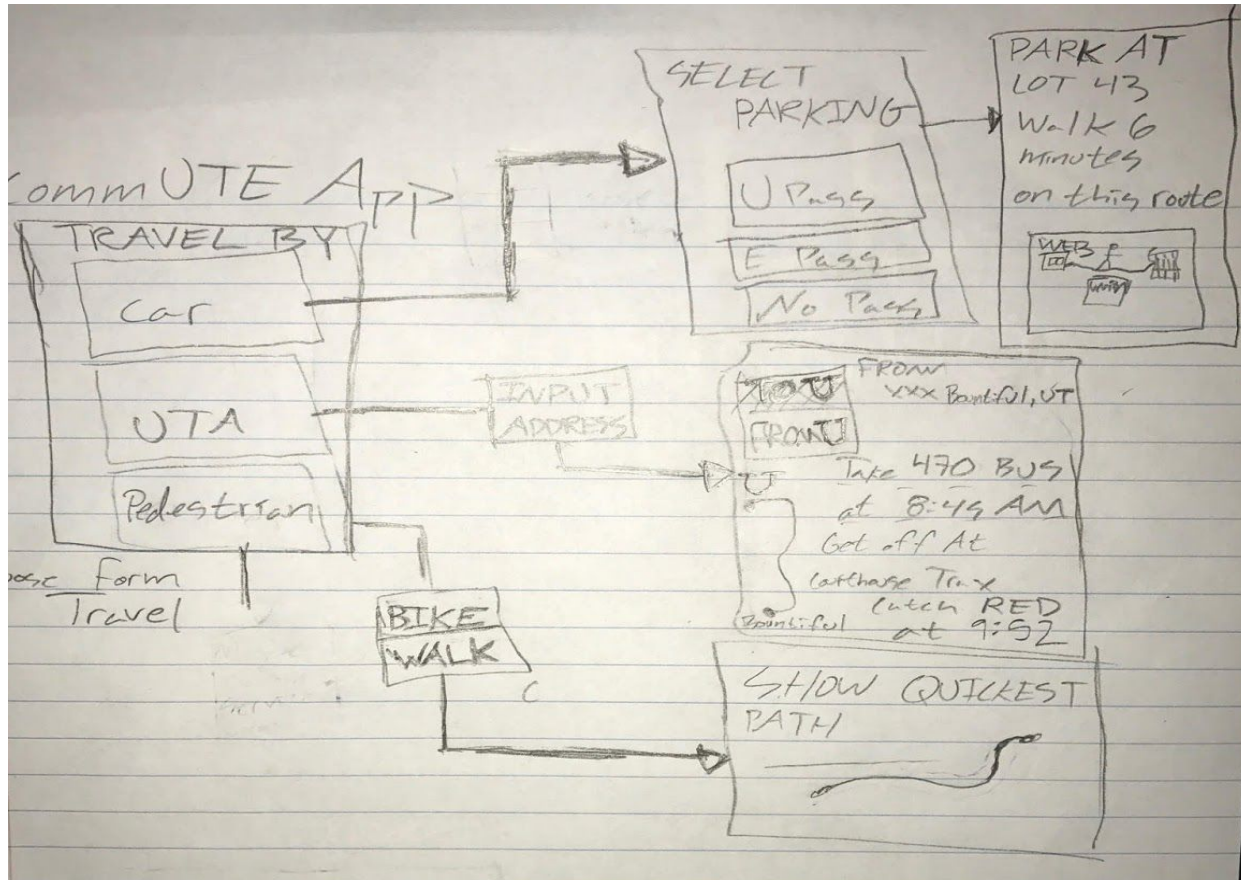 CommUTE App
TRAVEL BY
Car
UTA
Pedestrian
Form
Travel
SELECT
PARKING
U Pass
E Pass
No Pass
PARK AT
LOT 43
Walk 6
minutes
on this route
WEB
INPUT
ADDRESS
TO U
FROM U
FROM
XXX Bountiful, UT
U
Take 470 BUS
at 8:45 AM
Get off At
Trax
Catch RED
at 9:52
Bountiful
BIKE
WALK
C
SHOW QUICKEST
PATH